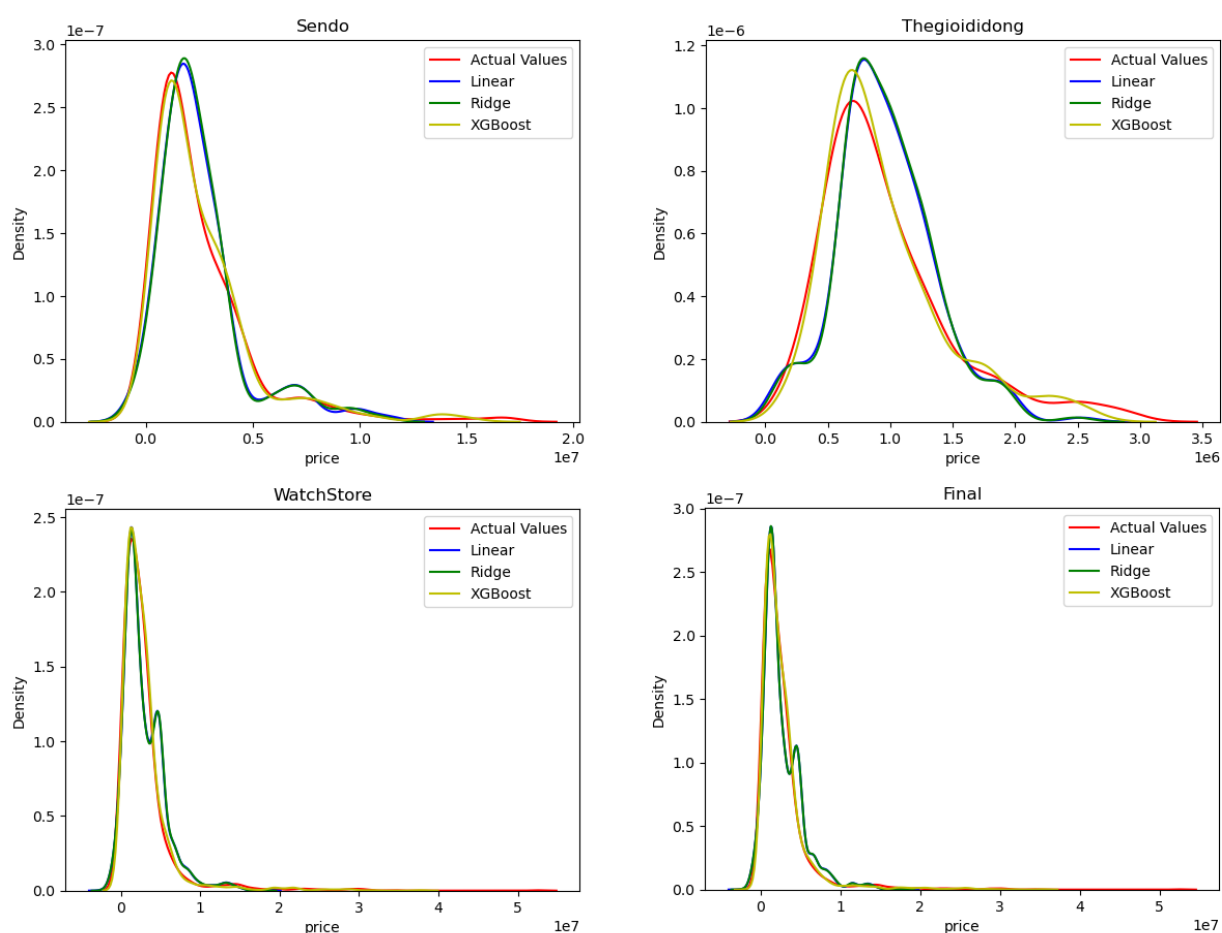 Sendo
1e−7
3.0
2.5
2.0
1.5
1.0
0.5
0.0
Density
0.0
0.5
1.0
1.5
2.0
1e7
price
Actual Values
Linear
Ridge
XGBoost
Thegioididong
1e−6
1.2
1.0
0.8
0.6
0.4
0.2
0.0
Density
0.0
0.5
1.0
1.5
2.0
2.5
3.0
3.5
1e6
price
Actual Values
Linear
Ridge
XGBoost
WatchStore
1e−7
2.5
2.0
1.5
1.0
0.5
0.0
Density
0
1
2
3
4
5
1e7
price
Actual Values
Linear
Ridge
XGBoost
Final
1e−7
3.0
2.5
2.0
1.5
1.0
0.5
0.0
Density
0
1
2
3
4
5
1e7
price
Actual Values
Linear
Ridge
XGBoost